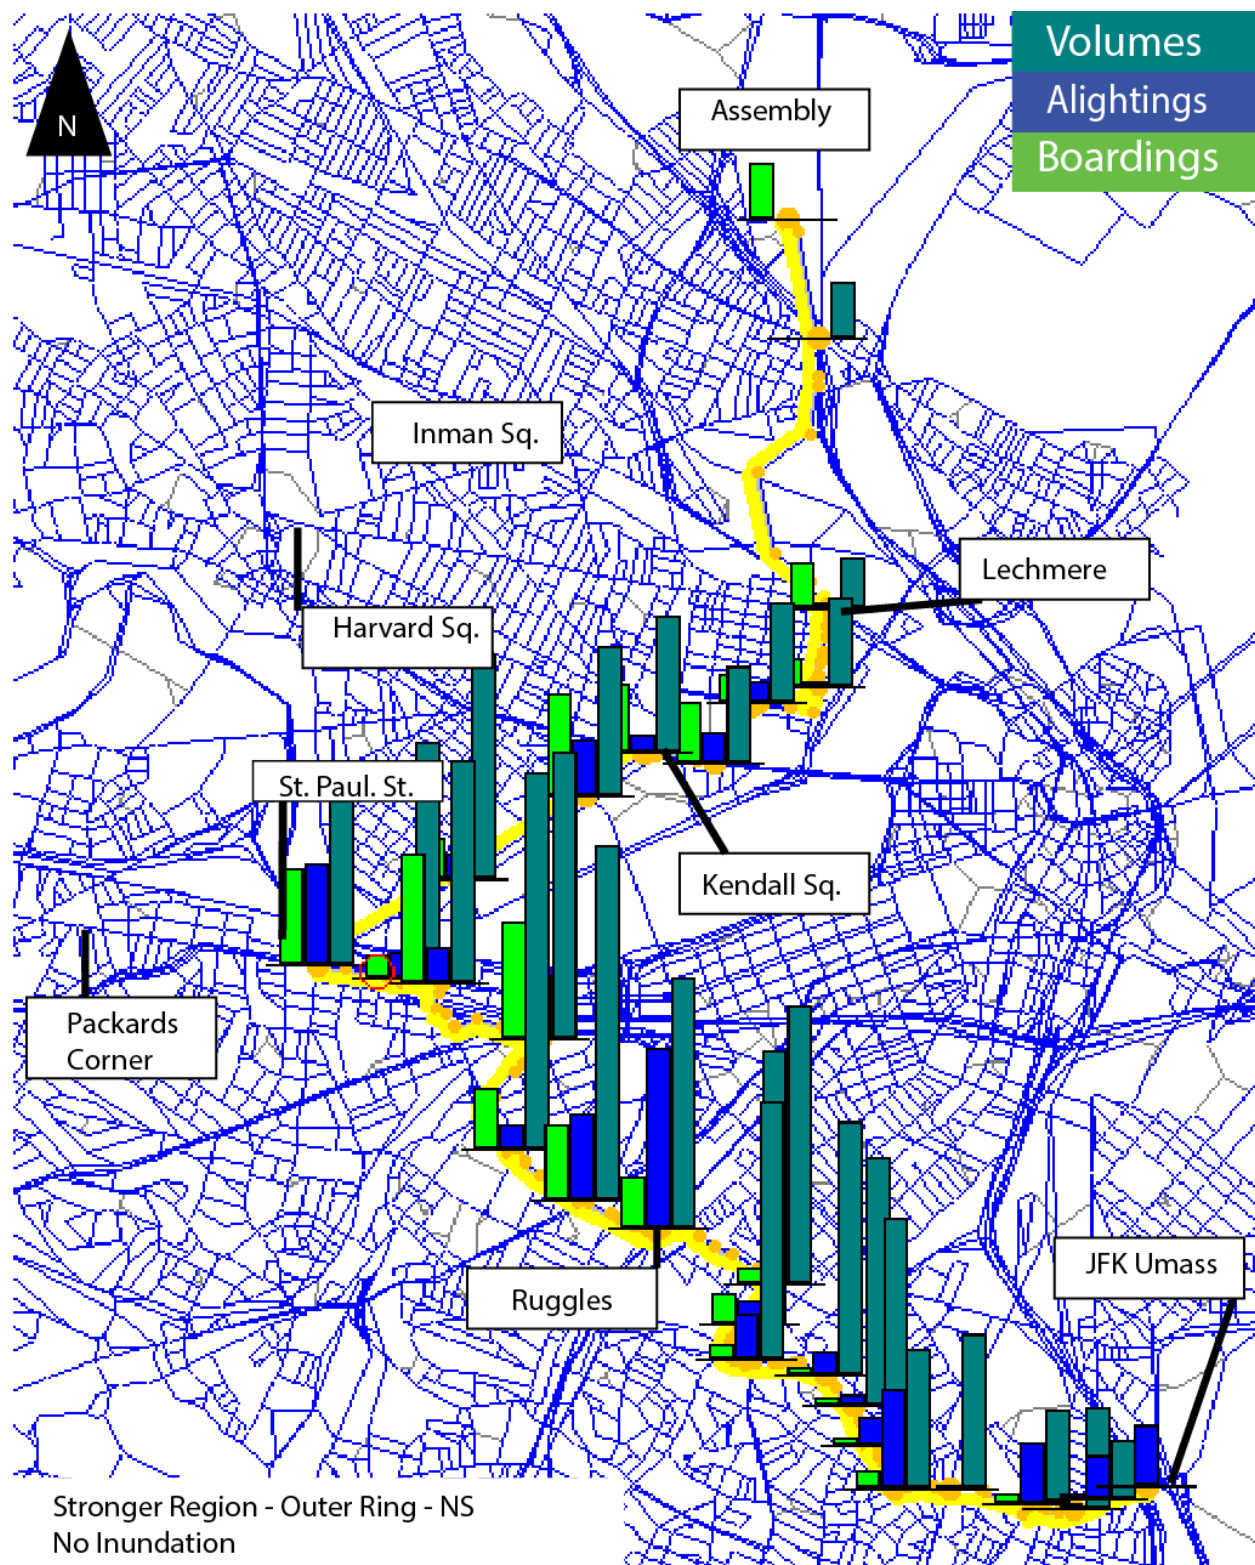 Volumes
Alightings
Boardings
N
Assembly
Inman Sq.
Lechmere
Harvard Sq.
St. Paul. St.
Kendall Sq.
Packards
Corner
JFK Umass
Ruggles
Stronger Region - Outer Ring - NS
No Inundation